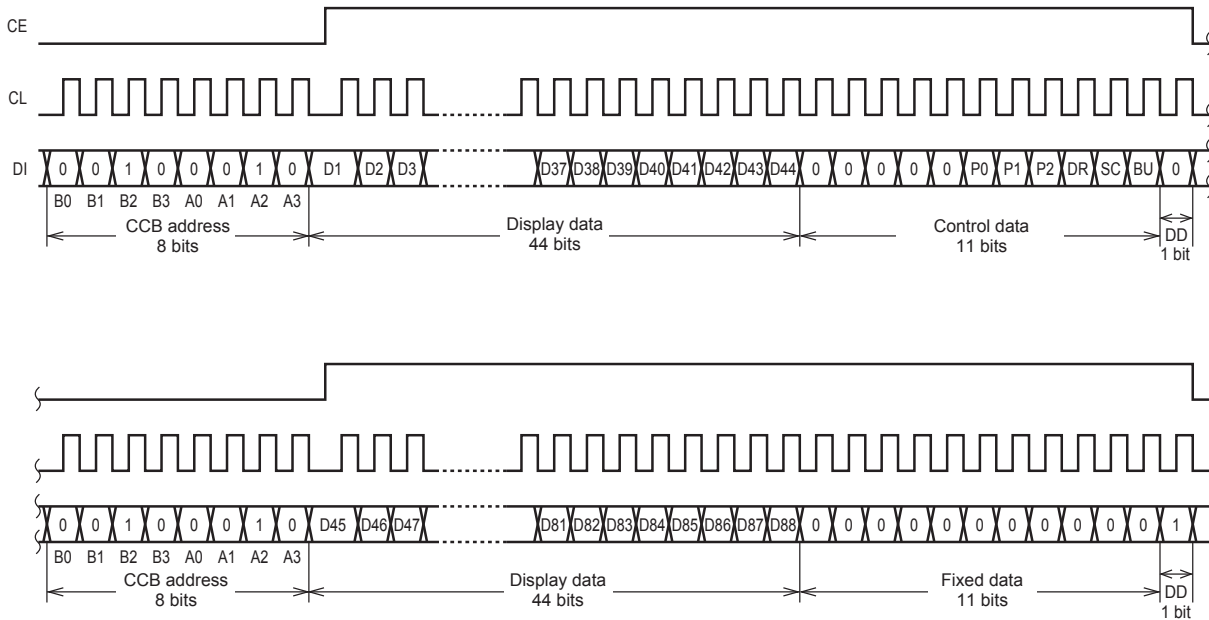 CE
CL
DI 0 0 1 0 0 0 1 0 D1 D2 D3 D37 D38 D39 D40 D41 D42 D43 D44 0 0 0 0 0 P0 P1 P2 DR SC BU 0
B0 B1 B2 B3 A0 A1 A2 A3
CCB address Display data Control data DD
8 bits 44 bits 11 bits 1 bit
0 0 1 0 0 0 1 0 D45 D46 D47 D81 D82 D83 D84 D85 D86 D87 D88 0 0 0 0 0 0 0 0 0 0 0 1
B0 B1 B2 B3 A0 A1 A2 A3
CCB address Display data Fixed data DD
8 bits 44 bits 11 bits 1 bit